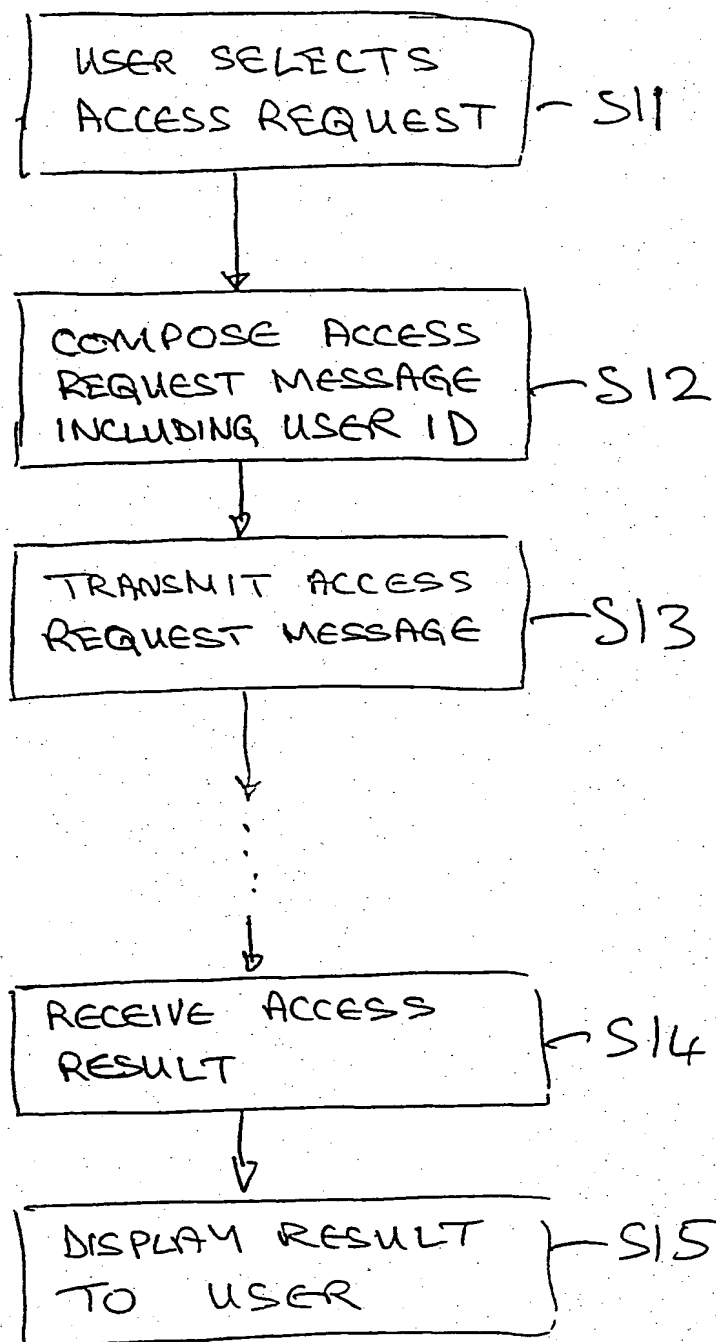 USER SELECTS
ACCESS REQUEST
S11
COMPOSE ACCESS
REQUEST MESSAGE
INCLUDING USER ID
S12
TRANSMIT ACCESS
REQUEST MESSAGE
S13
RECEIVE ACCESS
RESULT
S14
DISPLAY RESULT
TO USER
S15